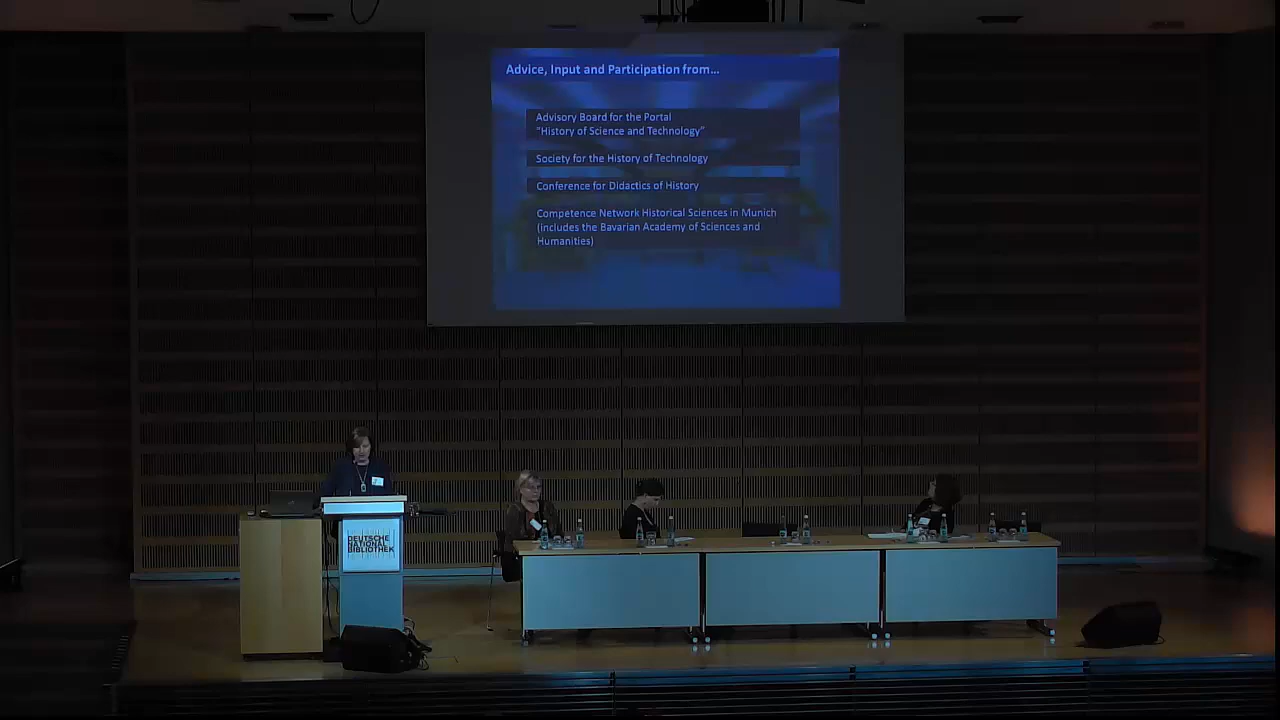 Advice, Input and Participation from...
Advisory Board for the Portal
"History of Science and Technology"
Society for the History of Technology
Conference for Didactics of History
Competence Network Historical Sciences in Munich
(includes the Bavarian Academy of Sciences and
Humanities)
DEUTSCHE
NATIONAL
BIBLIOTHEK